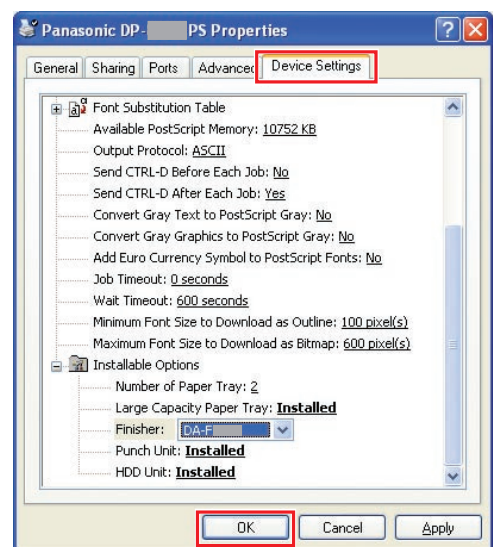 Panasonic DP- PS Properties
General Sharing Ports Advanced Device Settings
Font Substitution Table
Available PostScript Memory: 10752 KB
Output Protocol: ASCII
Send CTRL-D Before Each Job: No
Send CTRL-D After Each Job: Yes
Convert Gray Text to PostScript Gray: No
Convert Gray Graphics to PostScript Gray: No
Add Euro Currency Symbol to PostScript Fonts: No
Job Timeout: 0 seconds
Wait Timeout: 600 seconds
Minimum Font Size to Download as Outline: 100 pixel(s)
Maximum Font Size to Download as Bitmap: 600 pixel(s)
Installable Options
Number of Paper Tray: 2
Large Capacity Paper Tray: Installed
Finisher: DA-F
Punch Unit: Installed
HDD Unit: Installed
OK Cancel Apply